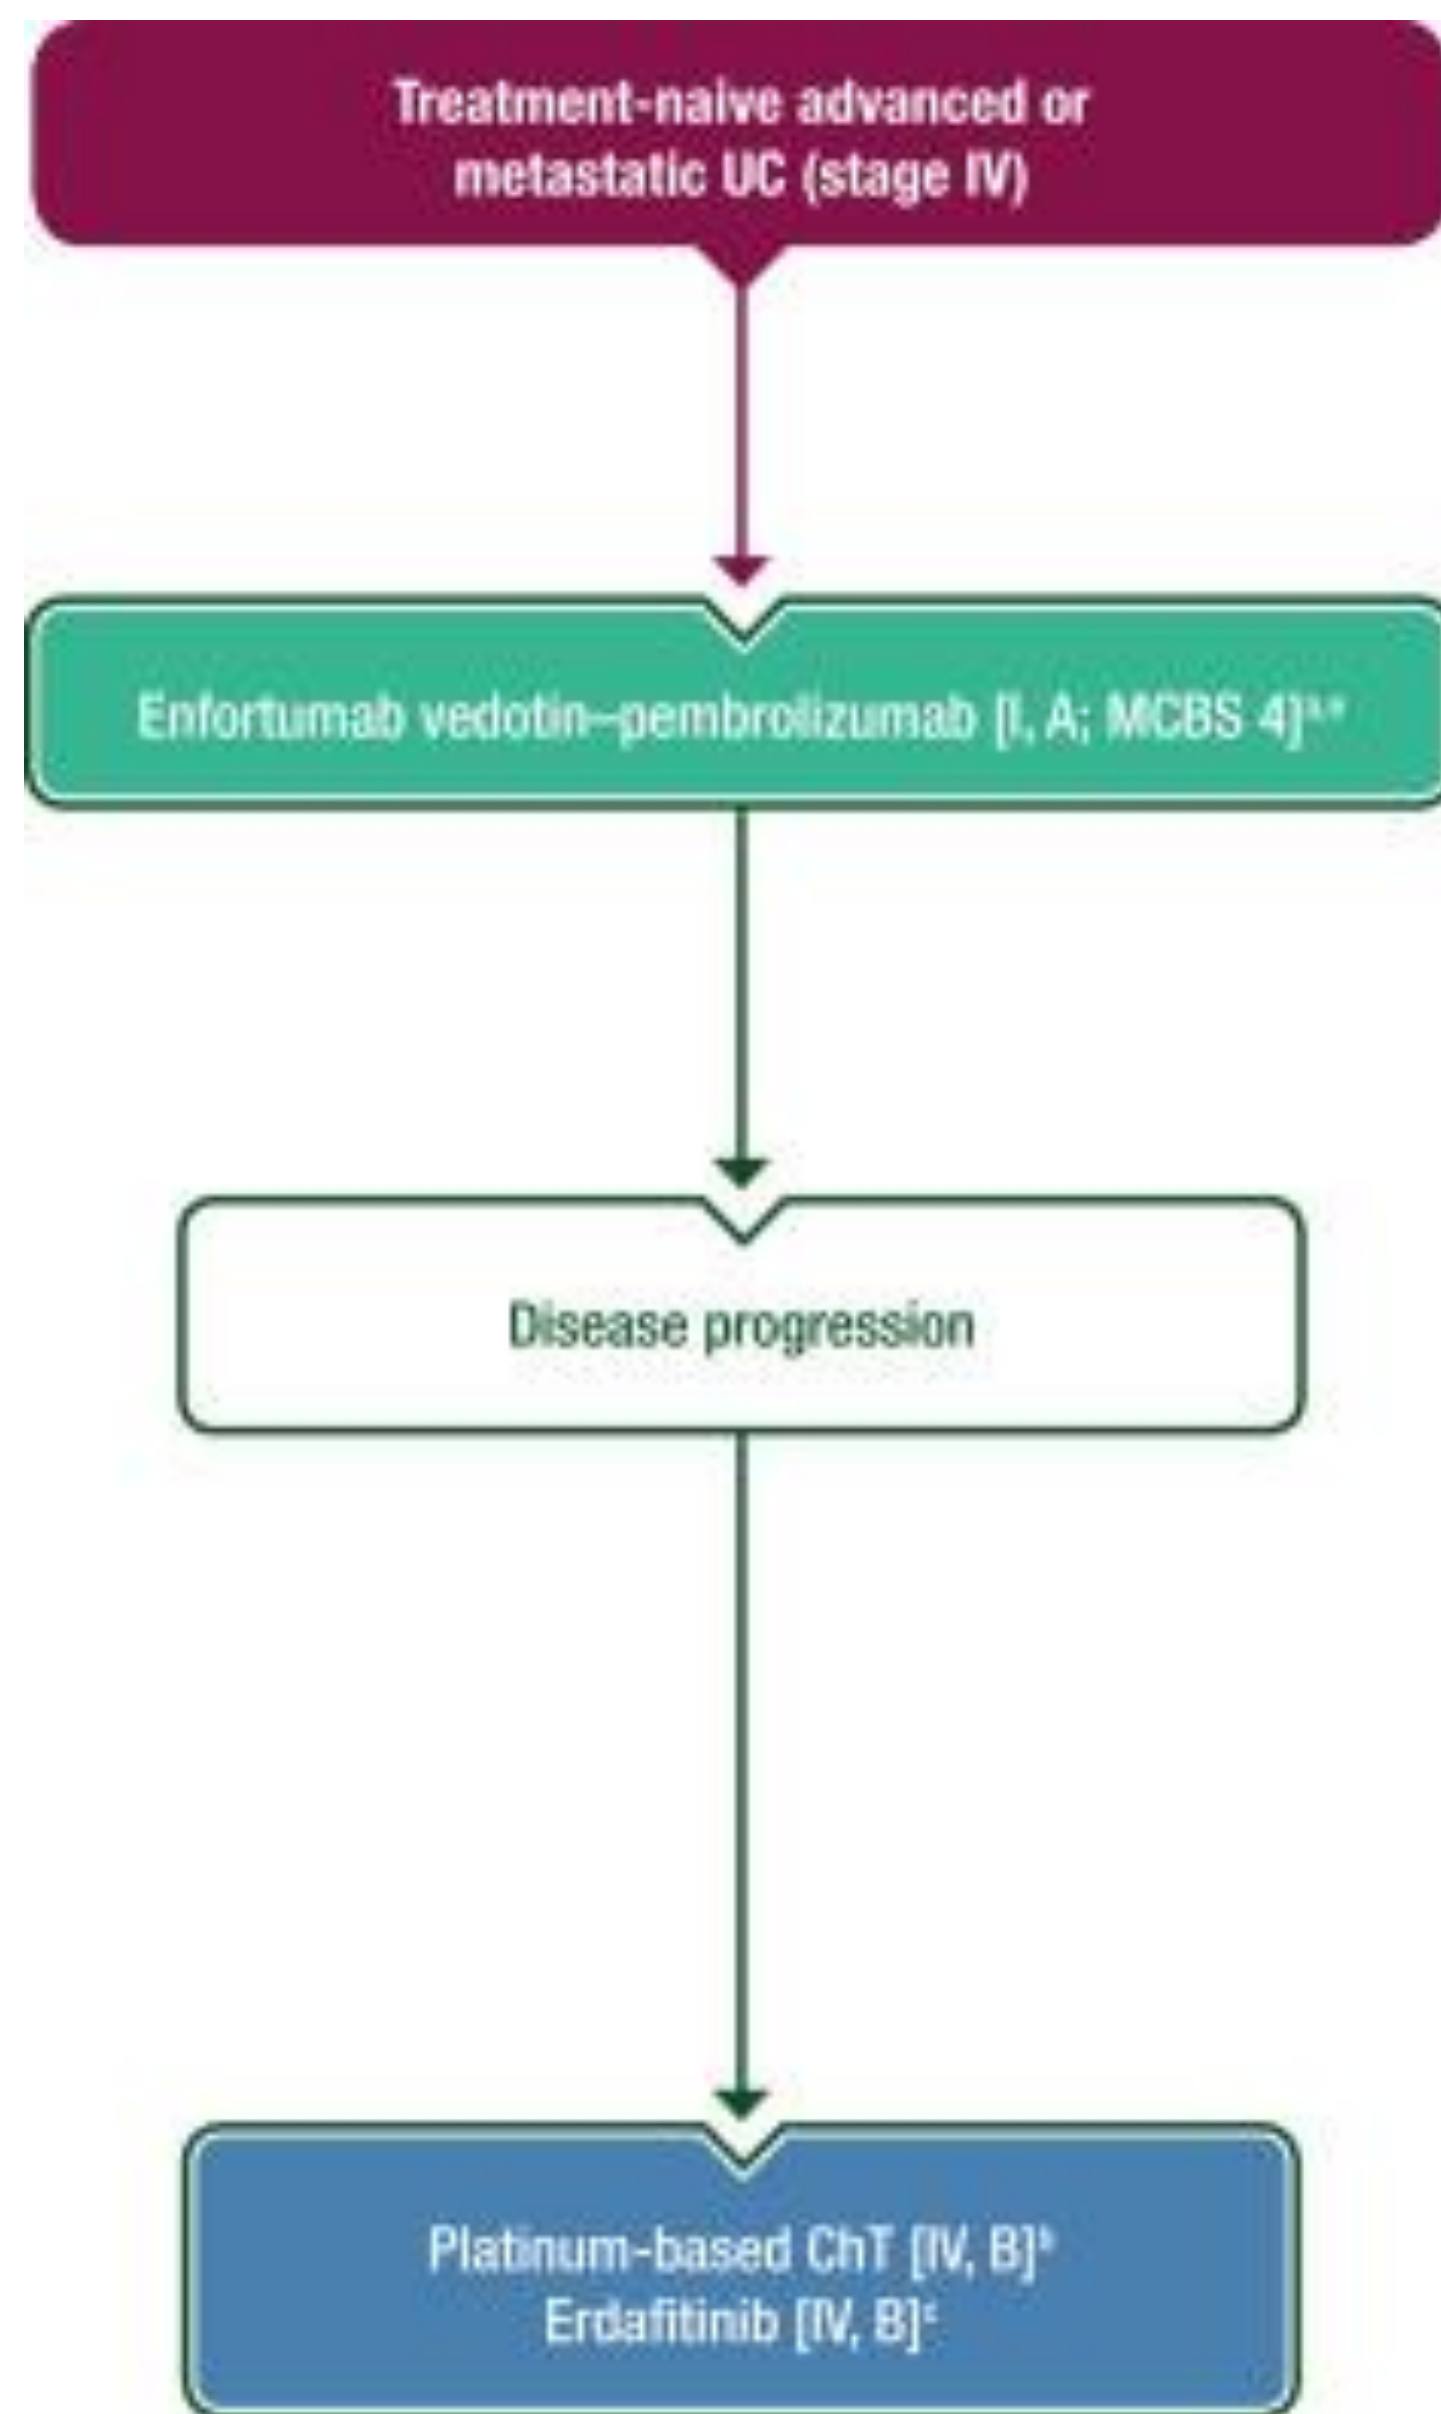 Treatment-naive advanced or
metastatic UC (stage IV)
Enfortumab vedotin–pembrolizumab [I, A; MCBS 4]
Disease progression
Platinum-based ChT [IV, B]ᵇ
Erdafitinib [IV, B]ᶜ